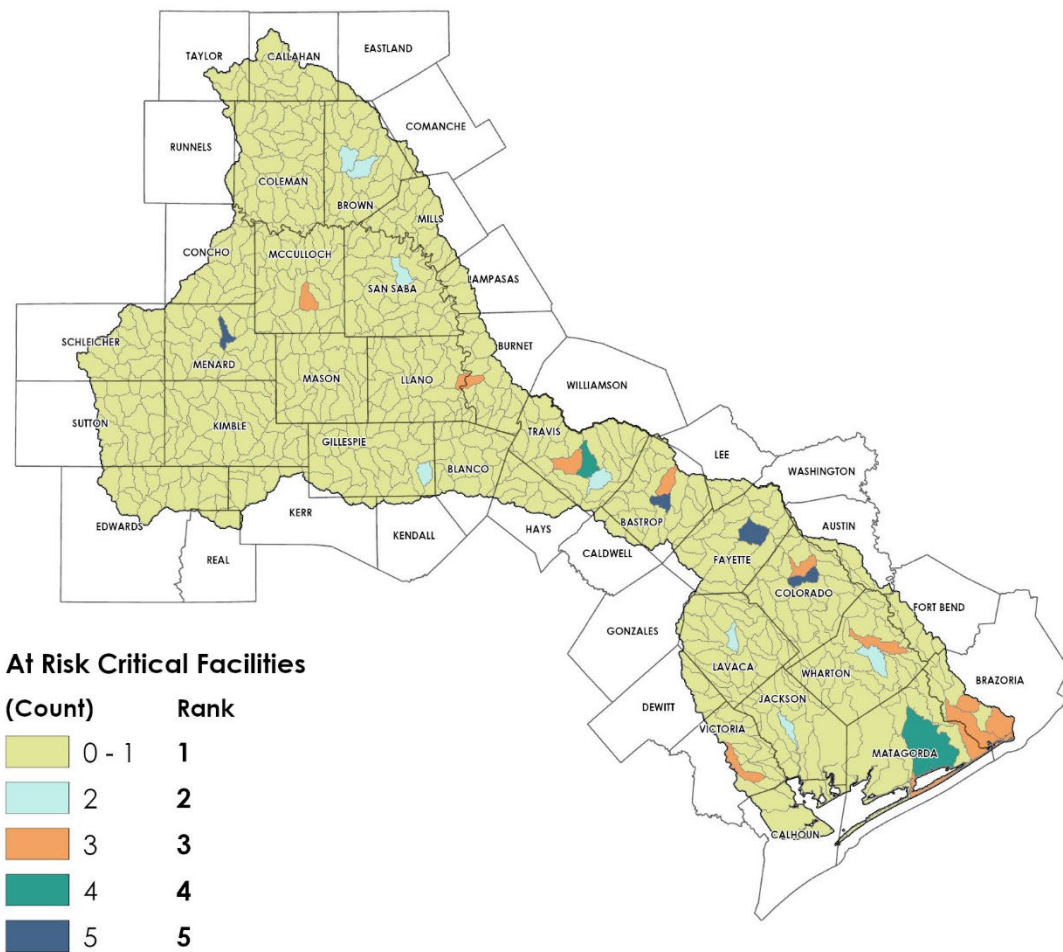 TAYLOR
CALLAHAN
EASTLAND
RUNNELS
COMANCHE
COLEMAN
BROWN
MILLS
CONCHO
MCCULLOCH
SAN SABA
LAMPASAS
SCHLEICHER
MENARD
BURNET
MASON
LLANO
WILLIAMSON
SUTTON
KIMBLE
GILLESPIE
TRAVIS
BLANCO
LEE
WASHINGTON
EDWARDS
KERR
BASTROP
AUSTIN
REAL
KENDALL
HAYS
CALDWELL
FAYETTE
COLORADO
FORT BEND
GONZALES
LAVACA
WHARTON
BRAZORIA
DEWITT
JACKSON
VICTORIA
MATAGORDA
CALHOUN
At Risk Critical Facilities
(Count) Rank
0 - 1 1
2 2
3 3
4 4
5 5